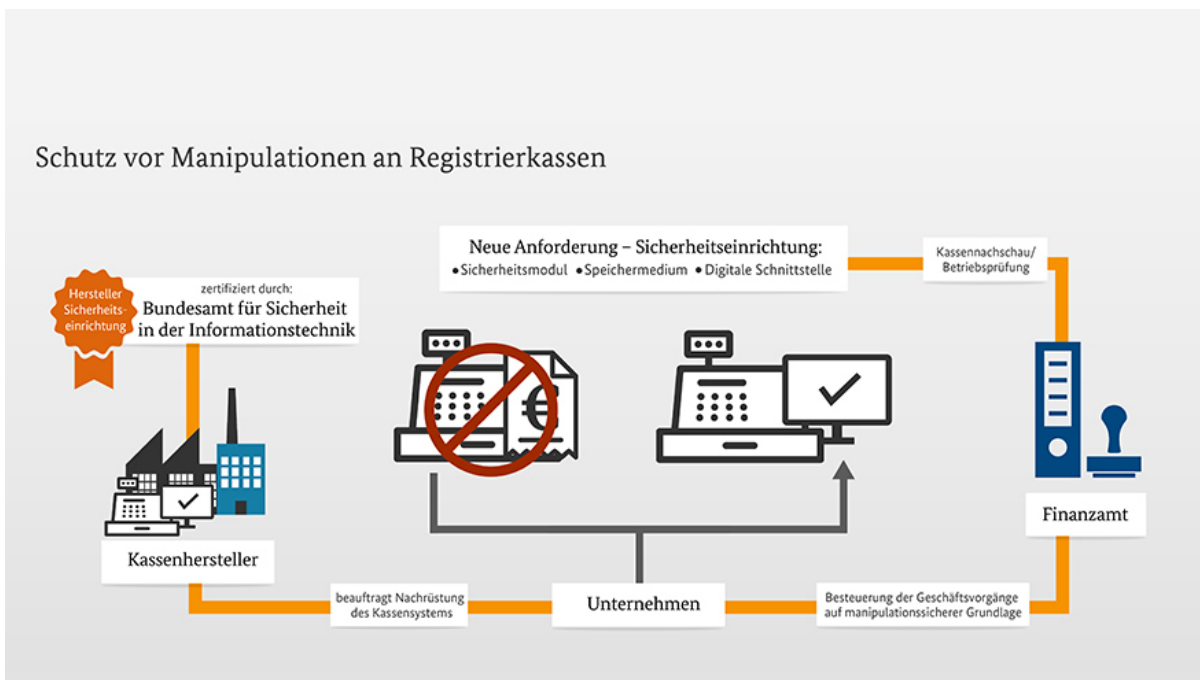 Schutz vor Manipulationen an Registrierkassen
Neue Anforderung – Sicherheitseinrichtung:
• Sicherheitsmodul • Speichermedium • Digitale Schnittstelle
Kassennachschau/
Betriebsprüfung
Hersteller
Sicherheits-
einrichtung
zertifiziert durch:
Bundesamt für Sicherheit
in der Informationstechnik
€
Kassenhersteller
Finanzamt
beauftragt Nachrüstung
des Kassensystems
Unternehmen
Besteuerung der Geschäftsvorgänge
auf manipulationssicherer Grundlage